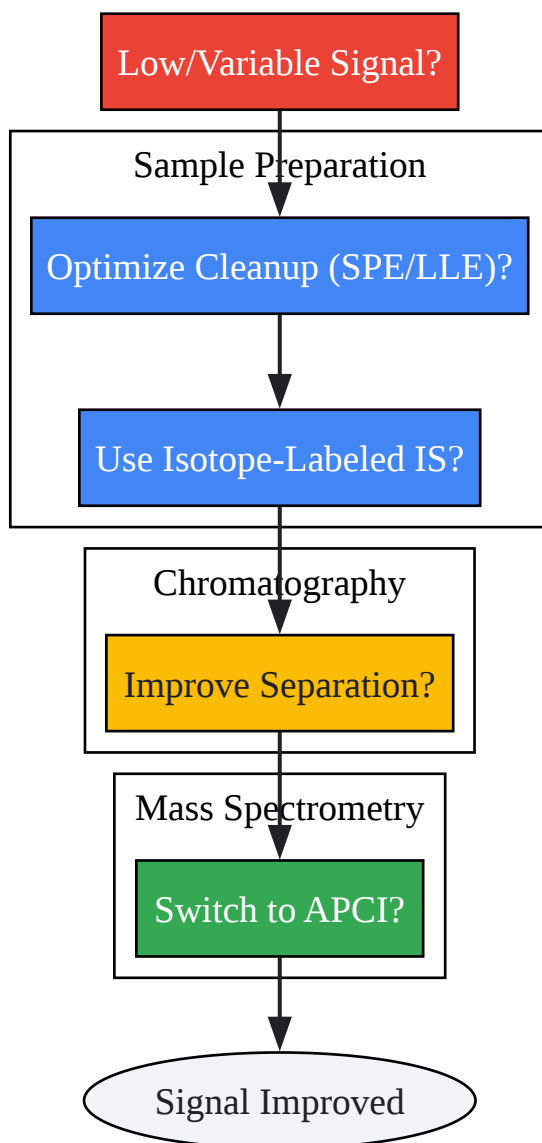 Low/Variable Signal?
Sample Preparation
Optimize Cleanup (SPE/LLE)?
Use Isotope-Labeled IS?
Chromatography
Improve Separation?
Mass Spectrometry
Switch to APCI?
Signal Improved